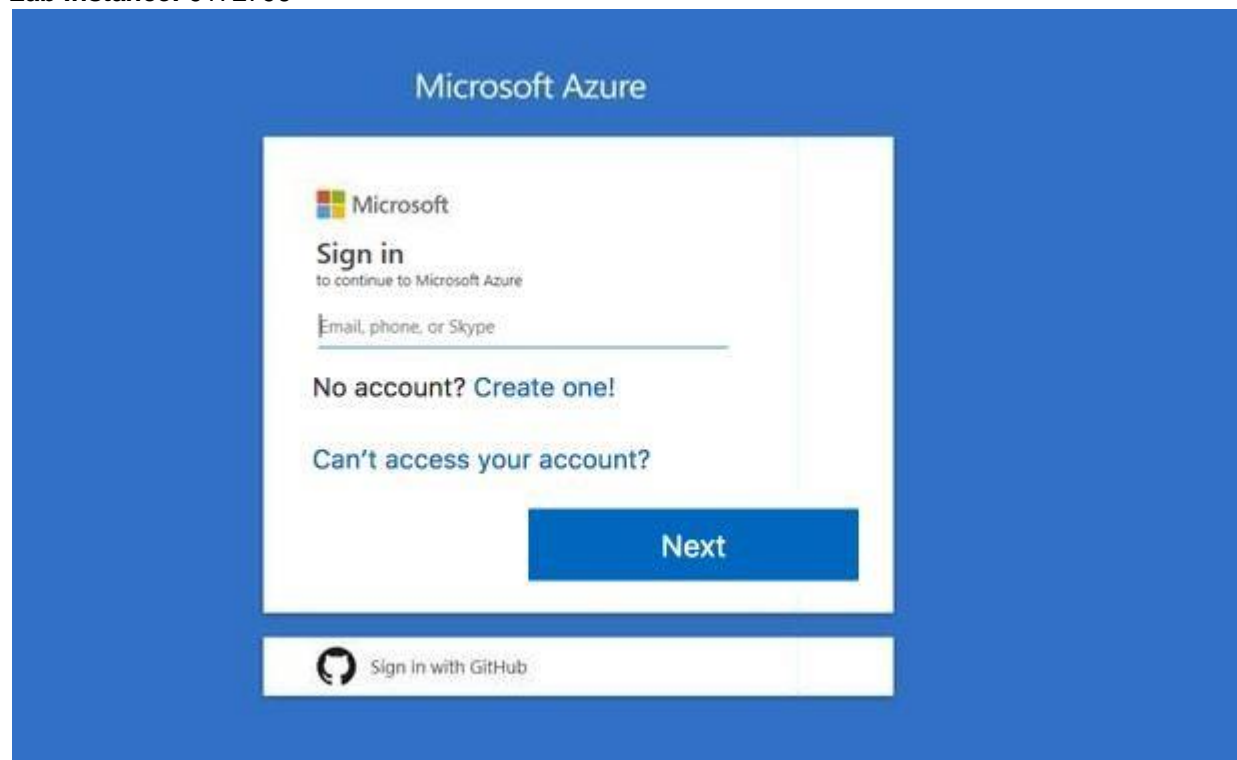 Microsoft Azure
Microsoft
Sign in
to continue to Microsoft Azure
Email, phone, or Skype
No account? Create one!
Can't access your account?
Next
Sign in with GitHub